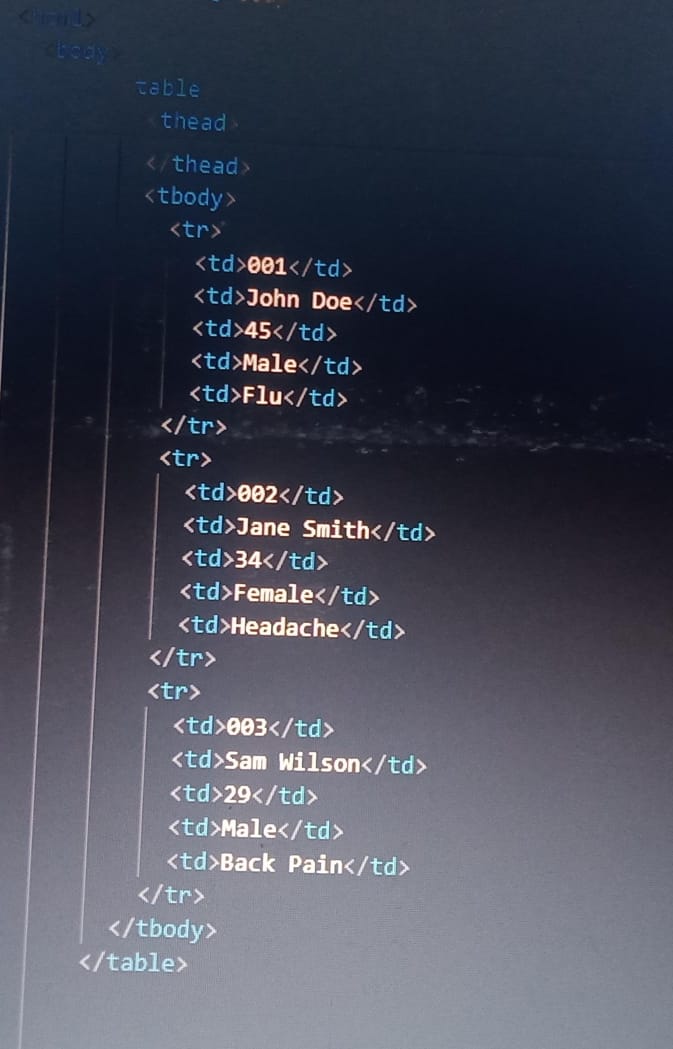 <body>
table
thead
</thead>
<tbody>
<tr>
<td>001</td>
<td>John Doe</td>
<td>45</td>
<td>Male</td>
<td>Flu</td>
</tr>
<tr>
<td>002</td>
<td>Jane Smith</td>
<td>34</td>
<td>Female</td>
<td>Headache</td>
</tr>
<tr>
<td>003</td>
<td>Sam Wilson</td>
<td>29</td>
<td>Male</td>
<td>Back Pain</td>
</tr>
</tbody>
</table>